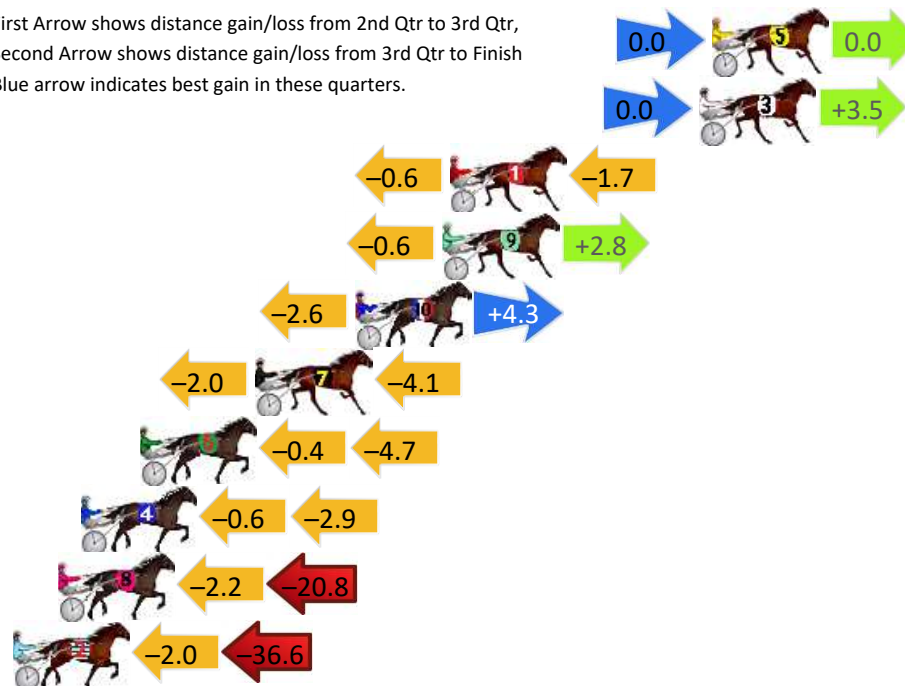 irst Arrow shows distance gain/loss from 2nd Qtr to 3rd Qtr,
econd Arrow shows distance gain/loss from 3rd Qtr to Finish
lue arrow indicates best gain in these quarters.
0.0 5 0.0
0.0 3 +3.5
–0.6 1 –1.7
–0.6 9 +2.8
–2.6 10 +4.3
–2.0 7 –4.1
6 –0.4 –4.7
4 –0.6 –2.9
8 –2.2 –20.8
2 –2.0 –36.6